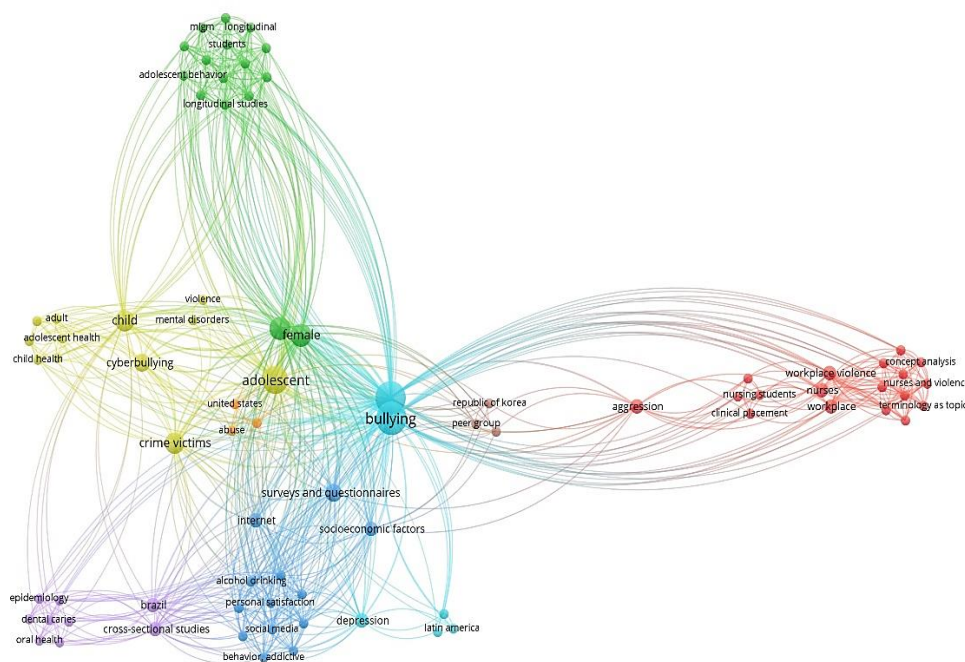 mlgm
longitudinal
students
adolescent behavior
longitudinal studies
violence
adult
child
mental disorders
female
adolescent health
child health
cyberbullying
concept analysis
workplace violence
adolescent
nurses and violenc
nurses
nursing students
united states
republic of korea
aggression
workplace
terminology as topic
clinical placement
bullying
peer group
abuse
crime victims
surveys and questionnaires
internet
socioeconomic factors
alcohol drinking
epidemiology
brazil
personal satisfaction
dental caries
depression
cross-sectional studies
social media
latin america
oral health
behavior, addictive